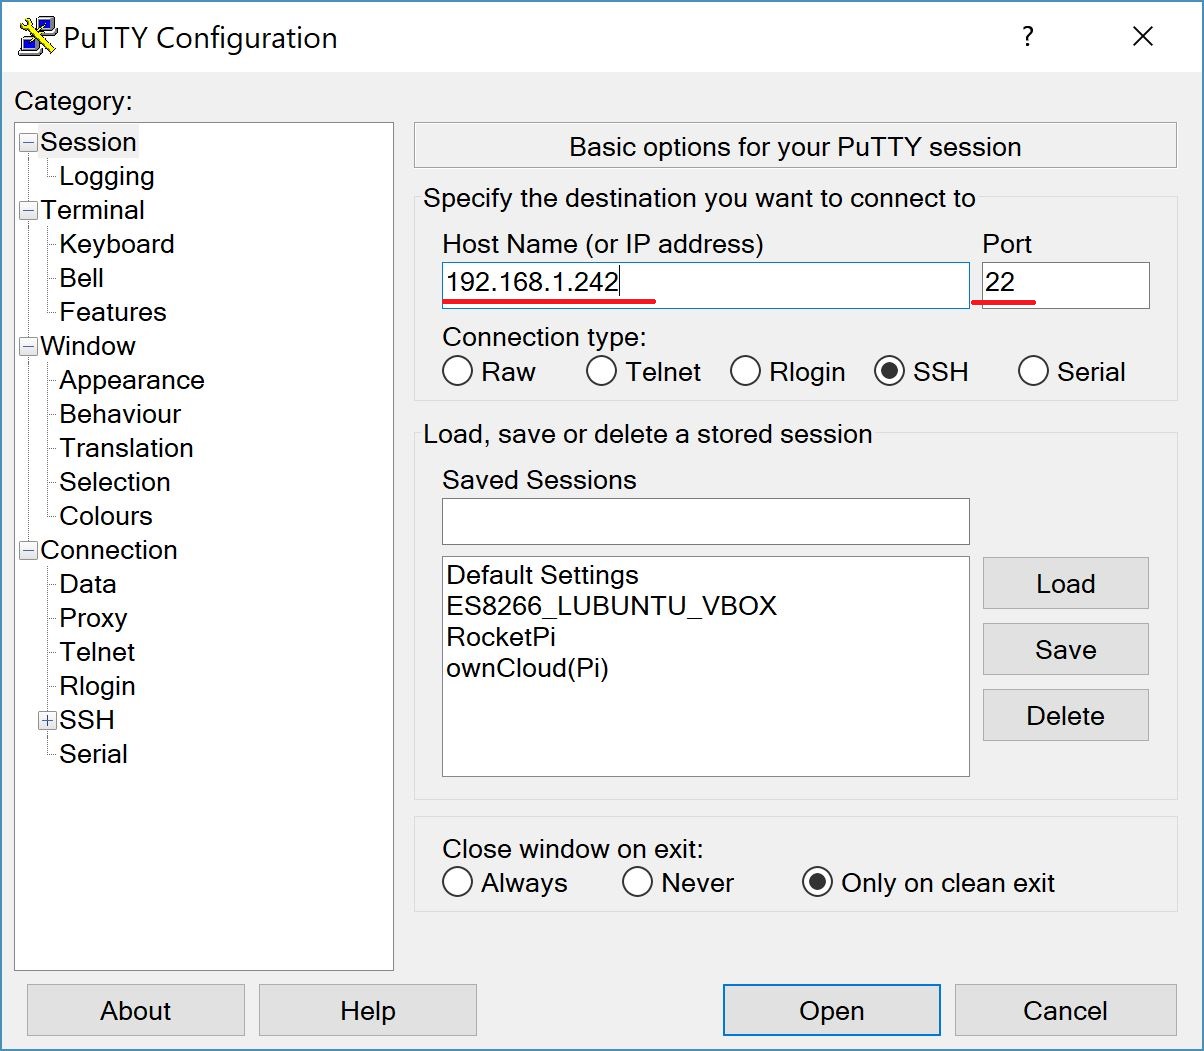 PuTTY Configuration
?
Category:
Session
Logging
Terminal
Keyboard
Bell
Features
Window
Appearance
Behaviour
Translation
Selection
Colours
Connection
Data
Proxy
Telnet
Rlogin
SSH
Serial
Basic options for your PuTTY session
Specify the destination you want to connect to
Host Name (or IP address) Port
192.168.1.242 22
Connection type:
Raw Telnet Rlogin SSH Serial
Load, save or delete a stored session
Saved Sessions
Default Settings
ES8266_LUBUNTU_VBOX
RocketPi
ownCloud(Pi)
Load
Save
Delete
Close window on exit:
Always Never Only on clean exit
About Help Open Cancel